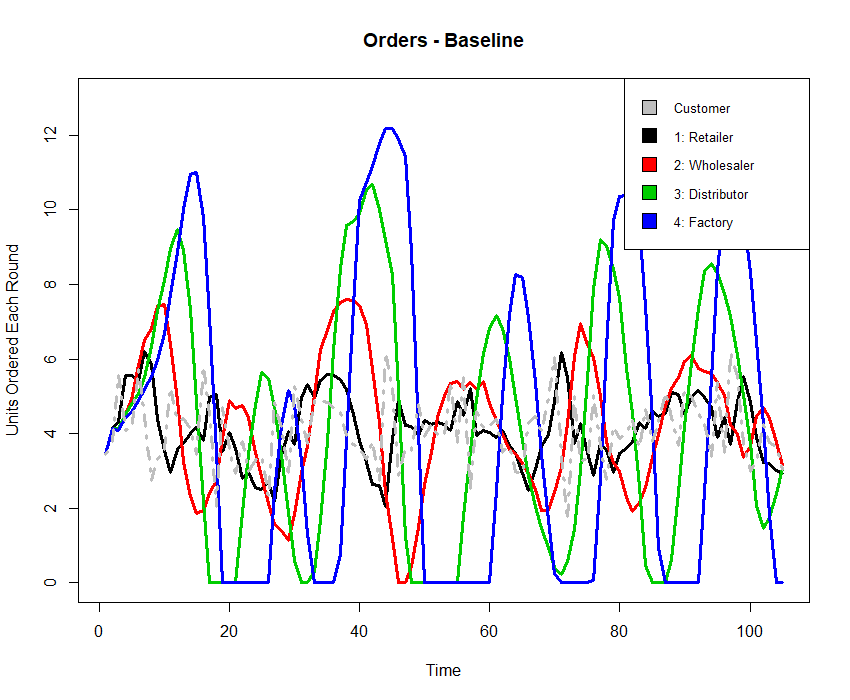 Orders - Baseline
Customer
1: Retailer
2: Wholesaler
3: Distributor
4: Factory
Units Ordered Each Round
12
10
8
6
4
2
0
0 20 40 60 80 100
Time